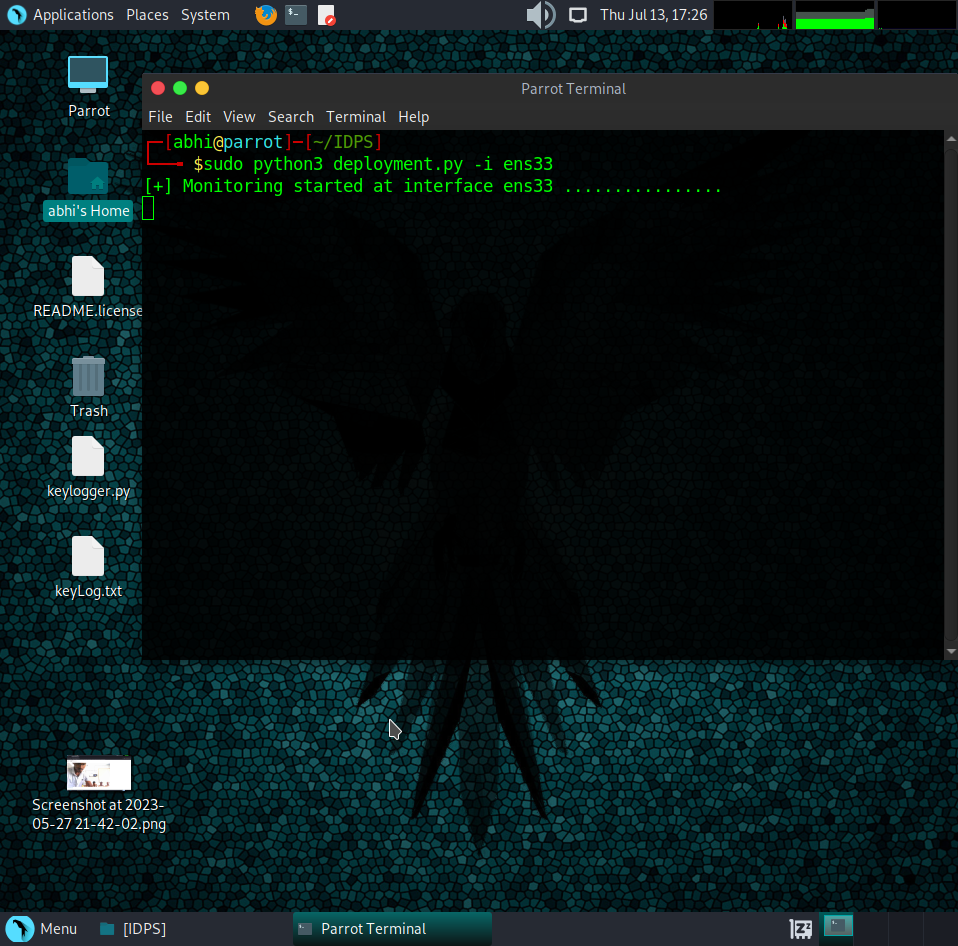 Applications Places System
Thu Jul 13, 17:26
Parrot
Parrot Terminal
File Edit View Search Terminal Help
┌─[abhi@parrot]─[~/IDPS]
└──╼ $sudo python3 deployment.py -i ens33
[+] Monitoring started at interface ens33 ................
abhi's Home
README.license
Trash
keylogger.py
keyLog.txt
Screenshot at 2023-
05-27 21-42-02.png
Menu [IDPS] Parrot Terminal